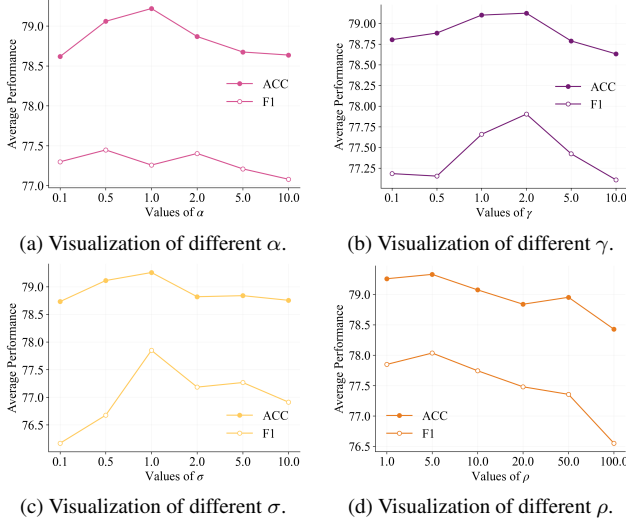 79.0
78.5
78.0
77.5
77.0
Average Performance
ACC
F1
0.1 0.5 1.0 2.0 5.0 10.0
Values of α
(a) Visualization of different α.
79.00
78.75
78.50
78.25
78.00
77.75
77.50
77.25
Average Performance
ACC
F1
0.1 0.5 1.0 2.0 5.0 10.0
Values of γ
(b) Visualization of different γ.
79.0
78.5
78.0
77.5
77.0
76.5
Average Performance
ACC
F1
0.1 0.5 1.0 2.0 5.0 10.0
Values of σ
(c) Visualization of different σ.
79.0
78.5
78.0
77.5
77.0
76.5
Average Performance
ACC
F1
1.0 5.0 10.0 20.0 50.0 100.0
Values of ρ
(d) Visualization of different ρ.